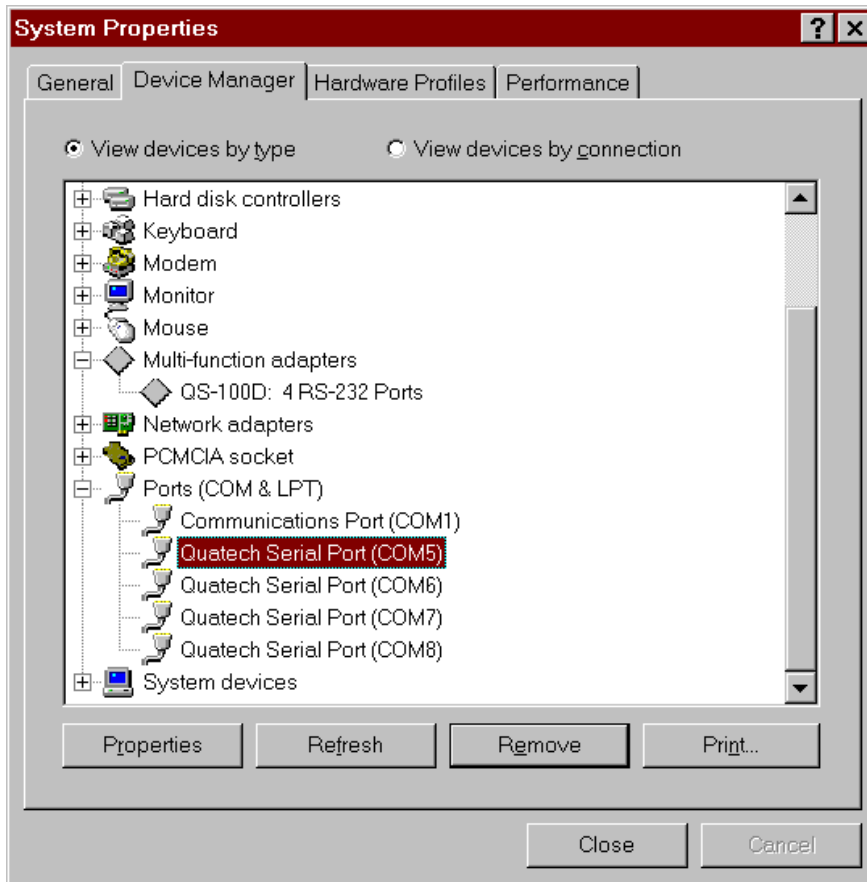 System Properties
General Device Manager Hardware Profiles Performance
View devices by type View devices by connection
Hard disk controllers
Keyboard
Modem
Monitor
Mouse
Multi-function adapters
QS-100D: 4 RS-232 Ports
Network adapters
PCMCIA socket
Ports (COM & LPT)
Communications Port (COM1)
Quatech Serial Port (COM5)
Quatech Serial Port (COM6)
Quatech Serial Port (COM7)
Quatech Serial Port (COM8)
System devices
Properties Refresh Remove Print...
Close Cancel